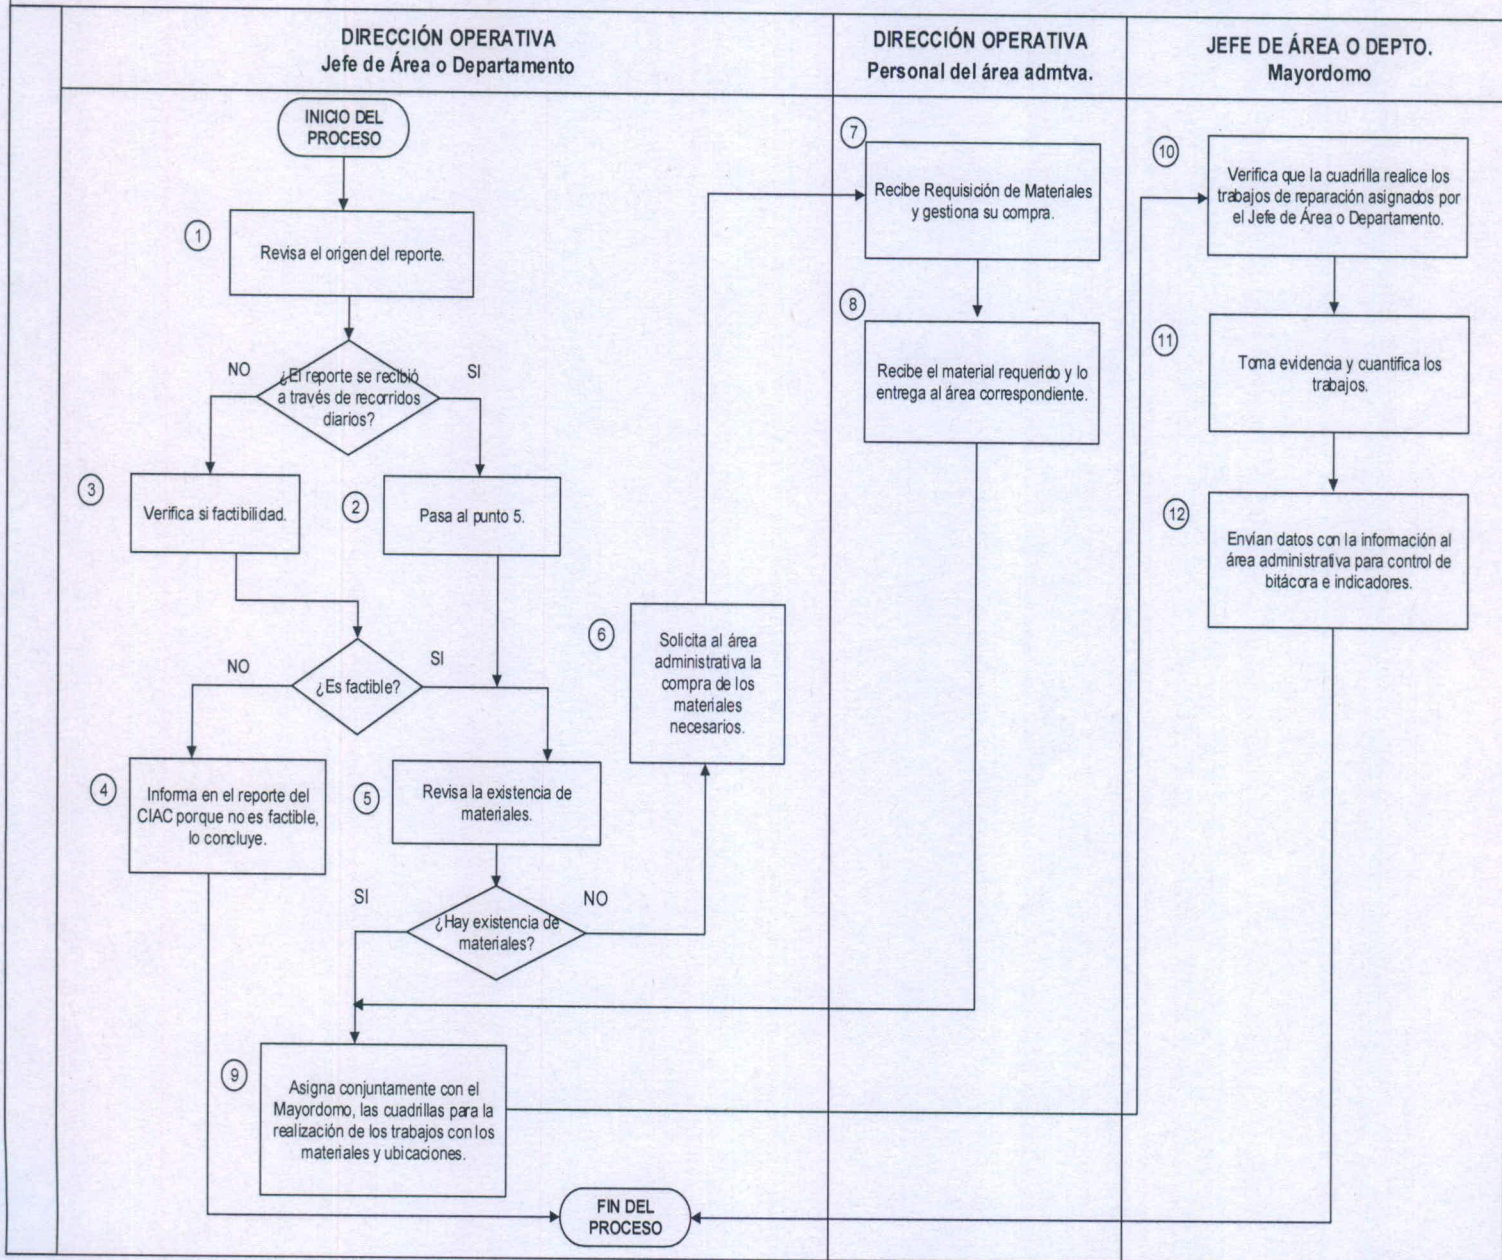 DIRECCIÓN OPERATIVA
Jefe de Área o Departamento
DIRECCIÓN OPERATIVA
Personal del área admtva.
JEFE DE ÁREA O DEPTO.
Mayordomo
INICIO DEL
PROCESO
1
Revisa el origen del reporte.
¿El reporte se recibió
a través de recorridos
diarios?
NO
SI
3
Verifica si factibilidad.
2
Pasa al punto 5.
¿Es factible?
NO
SI
4
Informa en el reporte del
CIAC porque no es factible,
lo concluye.
5
Revisa la existencia de
materiales.
¿Hay existencia de
materiales?
SI
NO
6
Solicita al área
administrativa la
compra de los
materiales
necesarios.
7
Recibe Requisición de Materiales
y gestiona su compra.
8
Recibe el material requerido y lo
entrega al área correspondiente.
9
Asigna conjuntamente con el
Mayordomo, las cuadrillas para la
realización de los trabajos con los
materiales y ubicaciones.
10
Verifica que la cuadrilla realice los
trabajos de reparación asignados por
el Jefe de Área o Departamento.
11
Toma evidencia y cuantifica los
trabajos.
12
Envían datos con la información al
área administrativa para control de
bitácora e indicadores.
FIN DEL
PROCESO